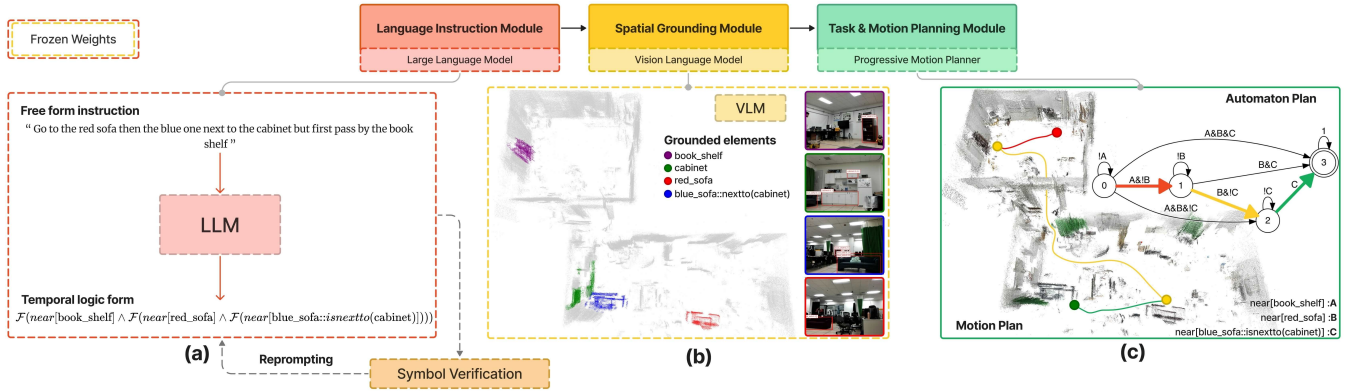 Frozen Weights
Language Instruction Module
Large Language Model
Spatial Grounding Module
Vision Language Model
Task & Motion Planning Module
Progressive Motion Planner
Free form instruction
“ Go to the red sofa then the blue one next to the cabinet but first pass by the book
shelf ”
LLM
Temporal logic form
F(near[book_shelf] ∧ F(near[red_sofa] ∧ F(near[blue_sofa::isnextto(cabinet)])))
(a)
Reprompting
Symbol Verification
VLM
Grounded elements
book_shelf
cabinet
red_sofa
blue_sofa::nextto(cabinet)
(b)
Automaton Plan
A&B&C
1
!A
!B
B&C
3
0
A&!B
1
C
B&!C
!C
A&B&!C
2
near[book_shelf] :A
near[red_sofa] :B
Motion Plan
near[blue_sofa::isnextto(cabinet)] :C
(c)